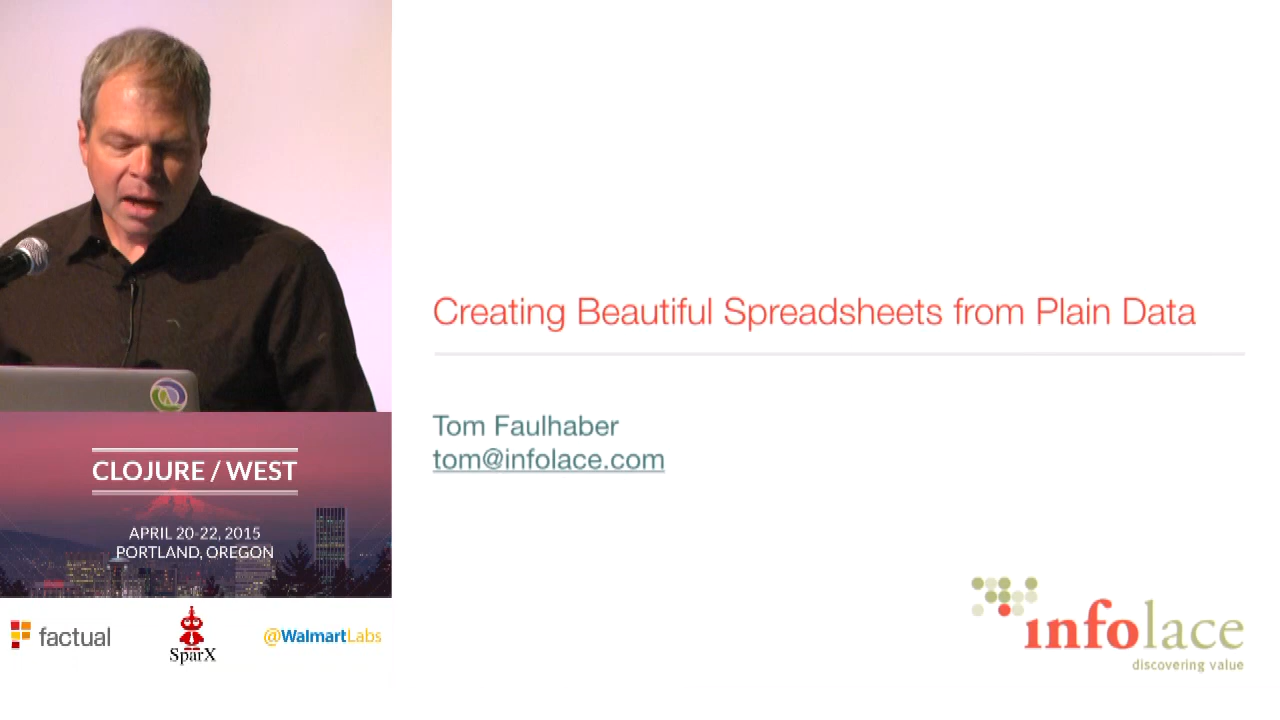 CLOJURE / WEST
APRIL 20-22, 2015
PORTLAND, OREGON
factual
SparX
@WalmartLabs
Creating Beautiful Spreadsheets from Plain Data
Tom Faulhaber
tom@infolace.com
infolace
discovering value